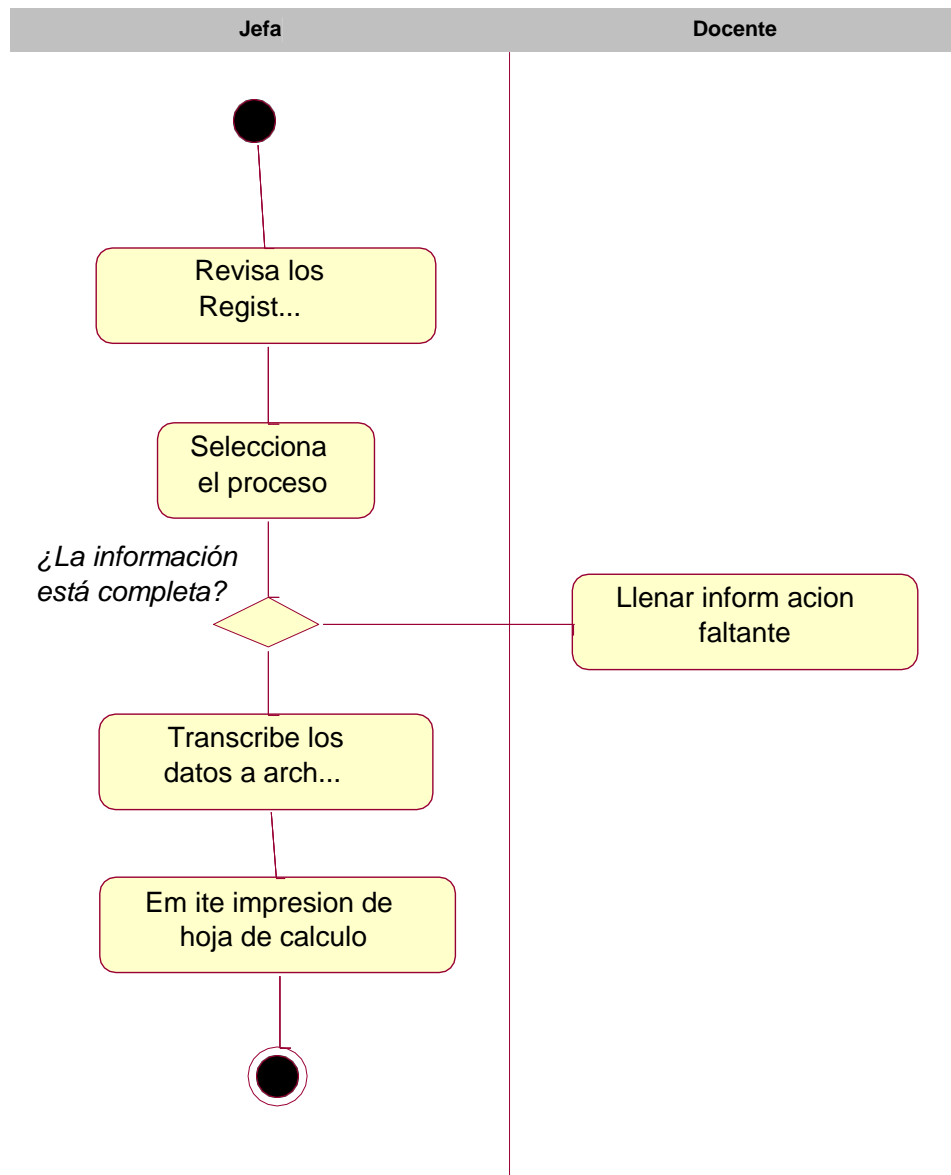 Jefa
Docente
Revisa los
Regist...
Selecciona
el proceso
¿La información
está completa?
Llenar inform acion
faltante
Transcribe los
datos a arch...
Em ite impresion de
hoja de calculo